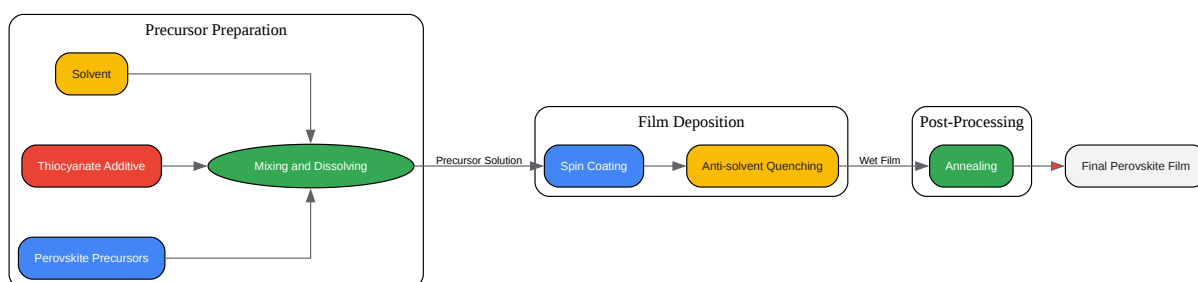 Precursor Preparation
Solvent
Thiocyanate Additive
Mixing and Dissolving
Perovskite Precursors
Precursor Solution
Film Deposition
Spin Coating
Anti-solvent Quenching
Wet Film
Post-Processing
Annealing
Final Perovskite Film